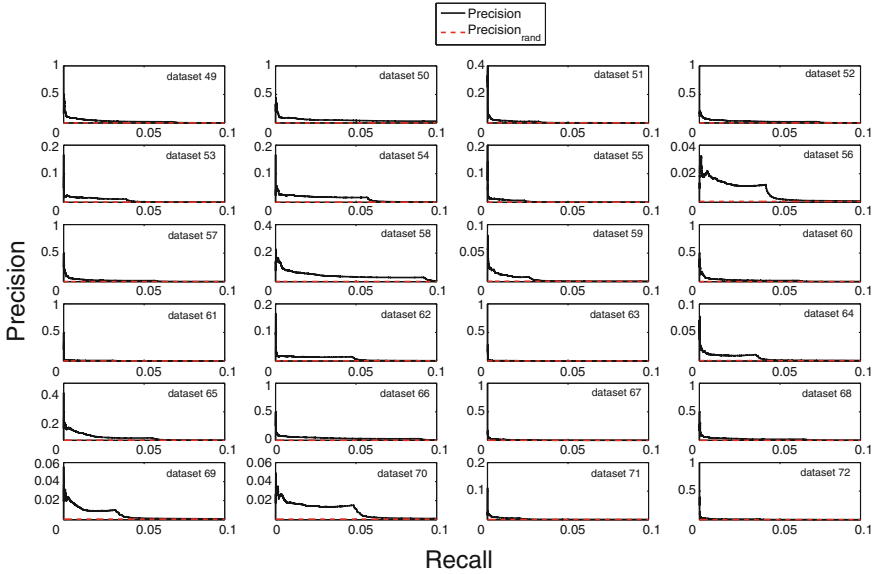 Precision
Precision rand
1 0.5 dataset 49 0 0.05 0.1
1 0.5 dataset 50 0 0.05 0.1
0.4 0.2 dataset 51 0 0.05 0.1
1 0.5 dataset 52 0 0.05 0.1
0.2 0.1 dataset 53 0 0.05 0.1
0.2 0.1 dataset 54 0 0.05 0.1
0.2 0.1 dataset 55 0 0.05 0.1
0.04 0.02 dataset 56 0 0.05 0.1
1 0.5 dataset 57 0 0.05 0.1
0.4 0.2 dataset 58 0 0.05 0.1
0.1 0.05 dataset 59 0 0.05 0.1
1 0.5 dataset 60 0 0.05 0.1
1 0.5 dataset 61 0 0.05 0.1
0.2 0.1 dataset 62 0 0.05 0.1
1 0.5 dataset 63 0 0.05 0.1
0.1 0.05 dataset 64 0 0.05 0.1
0.4 0.2 dataset 65 0 0.05 0.1
1 0.5 dataset 66 0 0.05 0.1
1 0.5 dataset 67 0 0.05 0.1
1 0.5 dataset 68 0 0.05 0.1
0.06 0.04 0.02 dataset 69 0 0.05 0.1
0.06 0.04 0.02 dataset 70 0 0.05 0.1
0.2 0.1 dataset 71 0 0.05 0.1
1 0.5 dataset 72 0 0.05 0.1
Precision
Recall